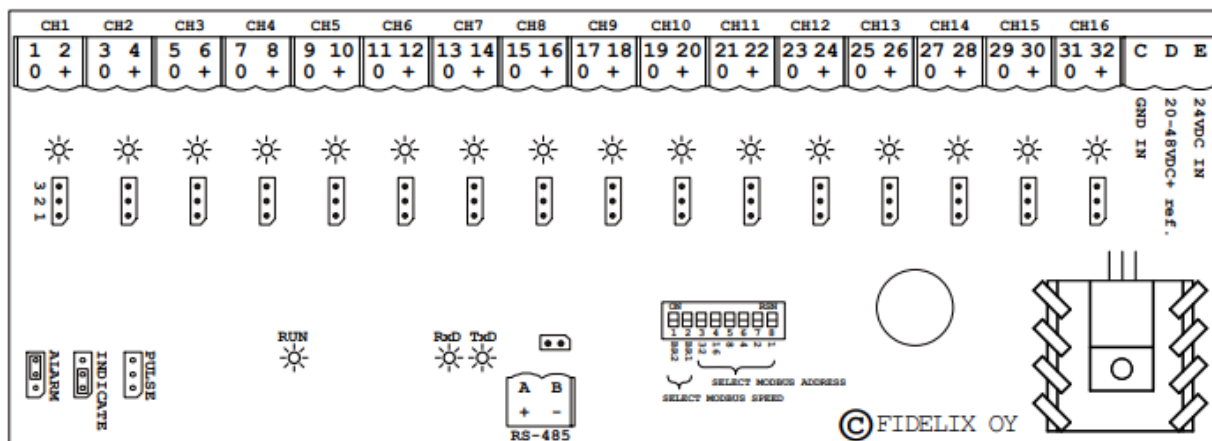 CH1 CH2 CH3 CH4 CH5 CH6 CH7 CH8 CH9 CH10 CH11 CH12 CH13 CH14 CH15 CH16
1 2 3 4 5 6 7 8 9 10 11 12 13 14 15 16 17 18 19 20 21 22 23 24 25 26 27 28 29 30 31 32 C D E
0 + 0 + 0 + 0 + 0 + 0 + 0 + 0 + 0 + 0 + 0 + 0 + 0 + 0 + 0 + 0 +
GND IN
20-48VDC+ ref.
24VDC IN
3 2 1
ALARM
INDICATE
PULSE
RUN
RxD TxD
A B
+ -
RS-485
ON RSN
1 2 3 4 5 6 7 8
BR2 BR1 32 16 8 4 2 1
SELECT MODBUS ADDRESS
SELECT MODBUS SPEED
© FIDELIX OY